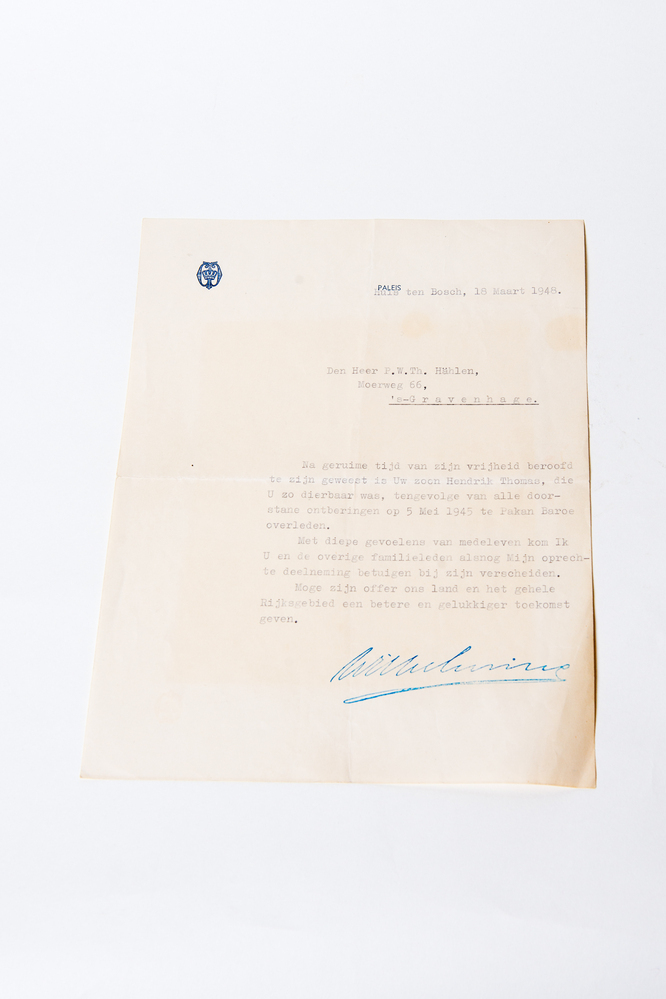 PALEIS
Huis ten Bosch, 18 Maart 1948.
Den Heer P.W.Th. Hählen,
Moerweg 66,
's-Gravenhage.
Na geruime tijd van zijn vrijheid beroofd
te zijn geweest is Uw zoon Hendrik Thomas, die
U zo dierbaar was, tengevolge van alle door-
stane ontberingen op 5 Mei 1945 te Pakan Baroe
overleden.
Met diepe gevoelens van medeleven kom Ik
U en de overige familieleden alsnog Mijn oprech-
te deelneming betuigen bij zijn verscheiden.
Moge zijn offer ons land en het gehele
Rijksgebied een betere en gelukkiger toekomst
geven.
Wilhelmina